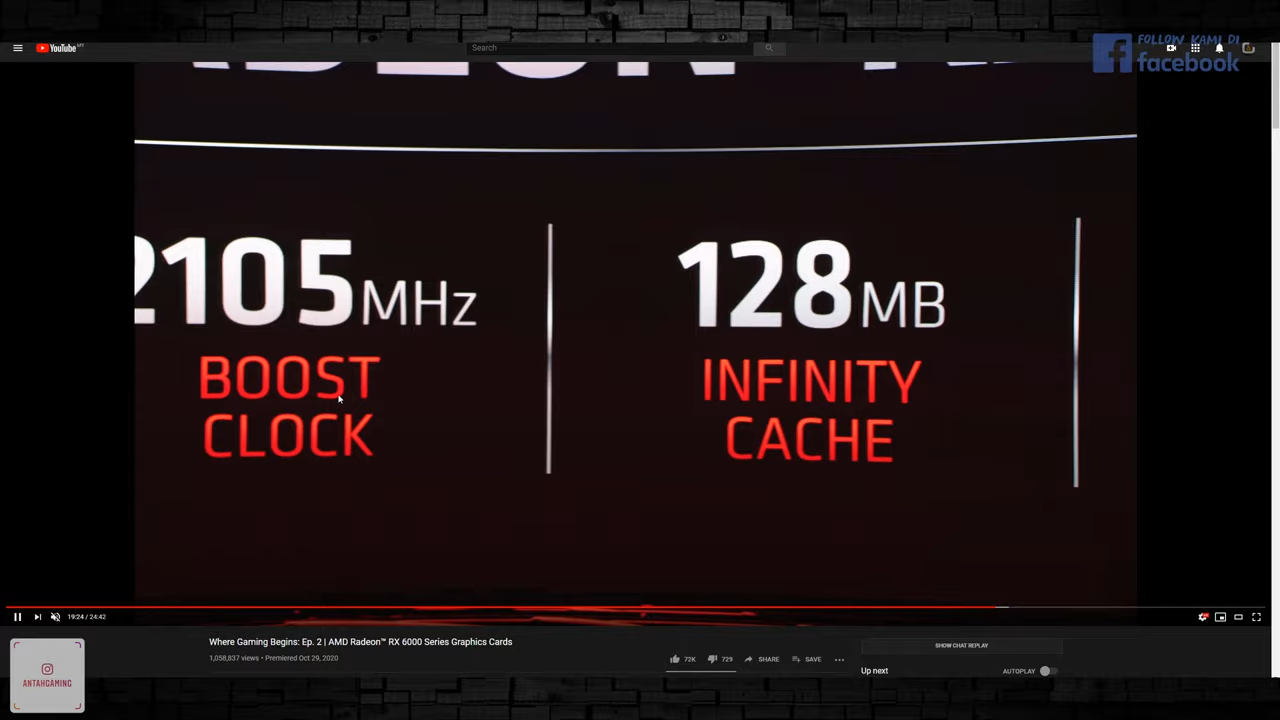 YouTube MY
Search
FOLLOW KAMI DI
facebook
2105MHz
BOOST
CLOCK
128MB
INFINITY
CACHE
19:24 / 24:42
Where Gaming Begins: Ep. 2 | AMD Radeon™ RX 6000 Series Graphics Cards
1,058,837 views • Premiered Oct 29, 2020
72K
729
SHARE
SAVE
SHOW CHAT REPLAY
Up next
AUTOPLAY
ANTAHGAMING